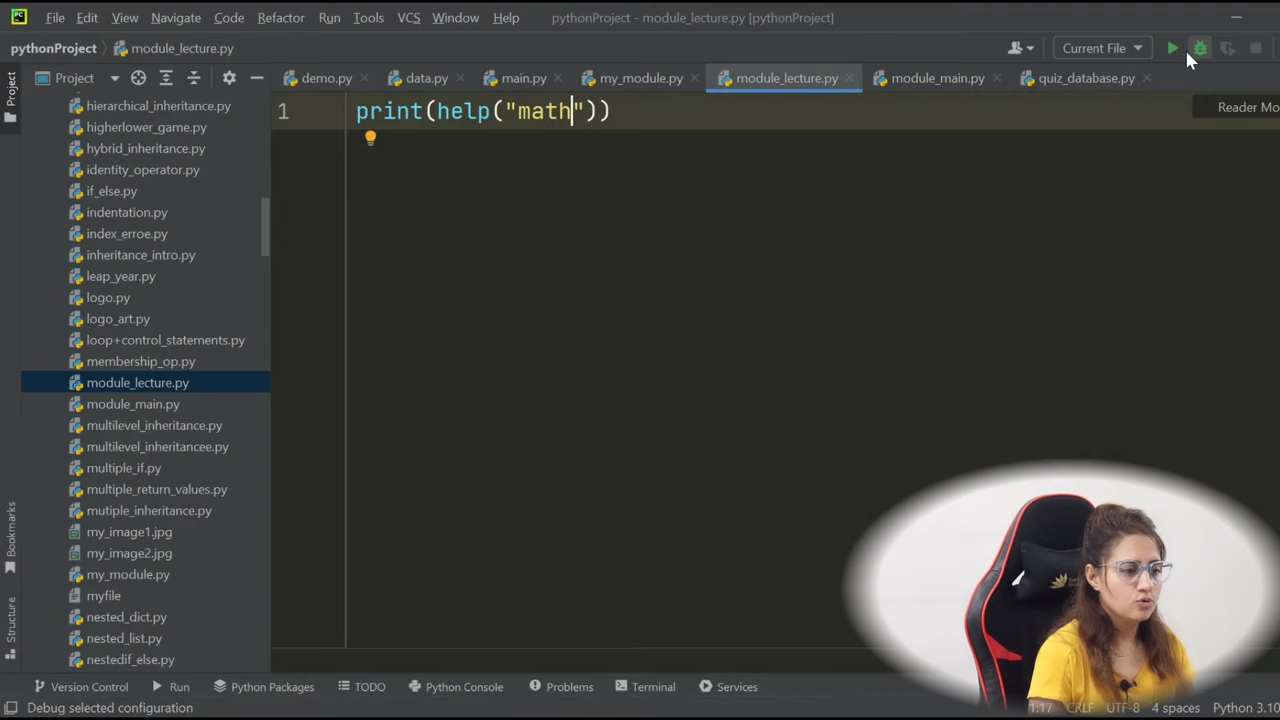 PC File Edit View Navigate Code Refactor Run Tools VCS Window Help pythonProject - module_lecture.py [pythonProject]
pythonProject module_lecture.py Current File
Project demo.py data.py main.py my_module.py module_lecture.py module_main.py quiz_database.py
Project
1 print(help("math"))
Reader Mo
hierarchical_inheritance.py
higherlower_game.py
hybrid_inheritance.py
identity_operator.py
if_else.py
indentation.py
index_erroe.py
inheritance_intro.py
leap_year.py
logo.py
logo_art.py
loop+control_statements.py
membership_op.py
module_lecture.py
module_main.py
multilevel_inheritance.py
multilevel_inheritancee.py
multiple_if.py
multiple_return_values.py
mutiple_inheritance.py
my_image1.jpg
my_image2.jpg
my_module.py
myfile
nested_dict.py
nested_list.py
nestedif_else.py
Bookmarks
Structure
Version Control Run Python Packages TODO Python Console Problems Terminal Services
Debug selected configuration 1:17 CRLF UTF-8 4 spaces Python 3.10